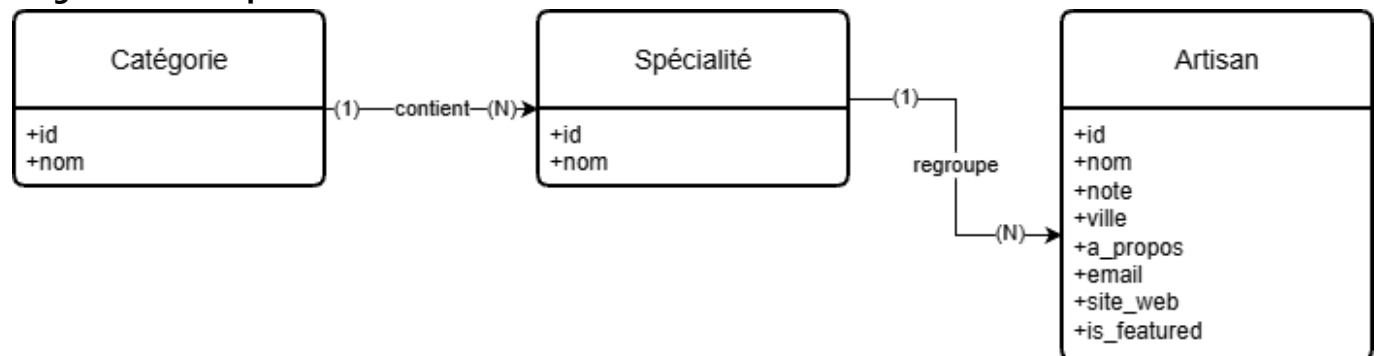 Catégorie
+id
+nom
(1)
contient
(N)
Spécialité
+id
+nom
(1)
regroupe
(N)
Artisan
+id
+nom
+note
+ville
+a_propos
+email
+site_web
+is_featured